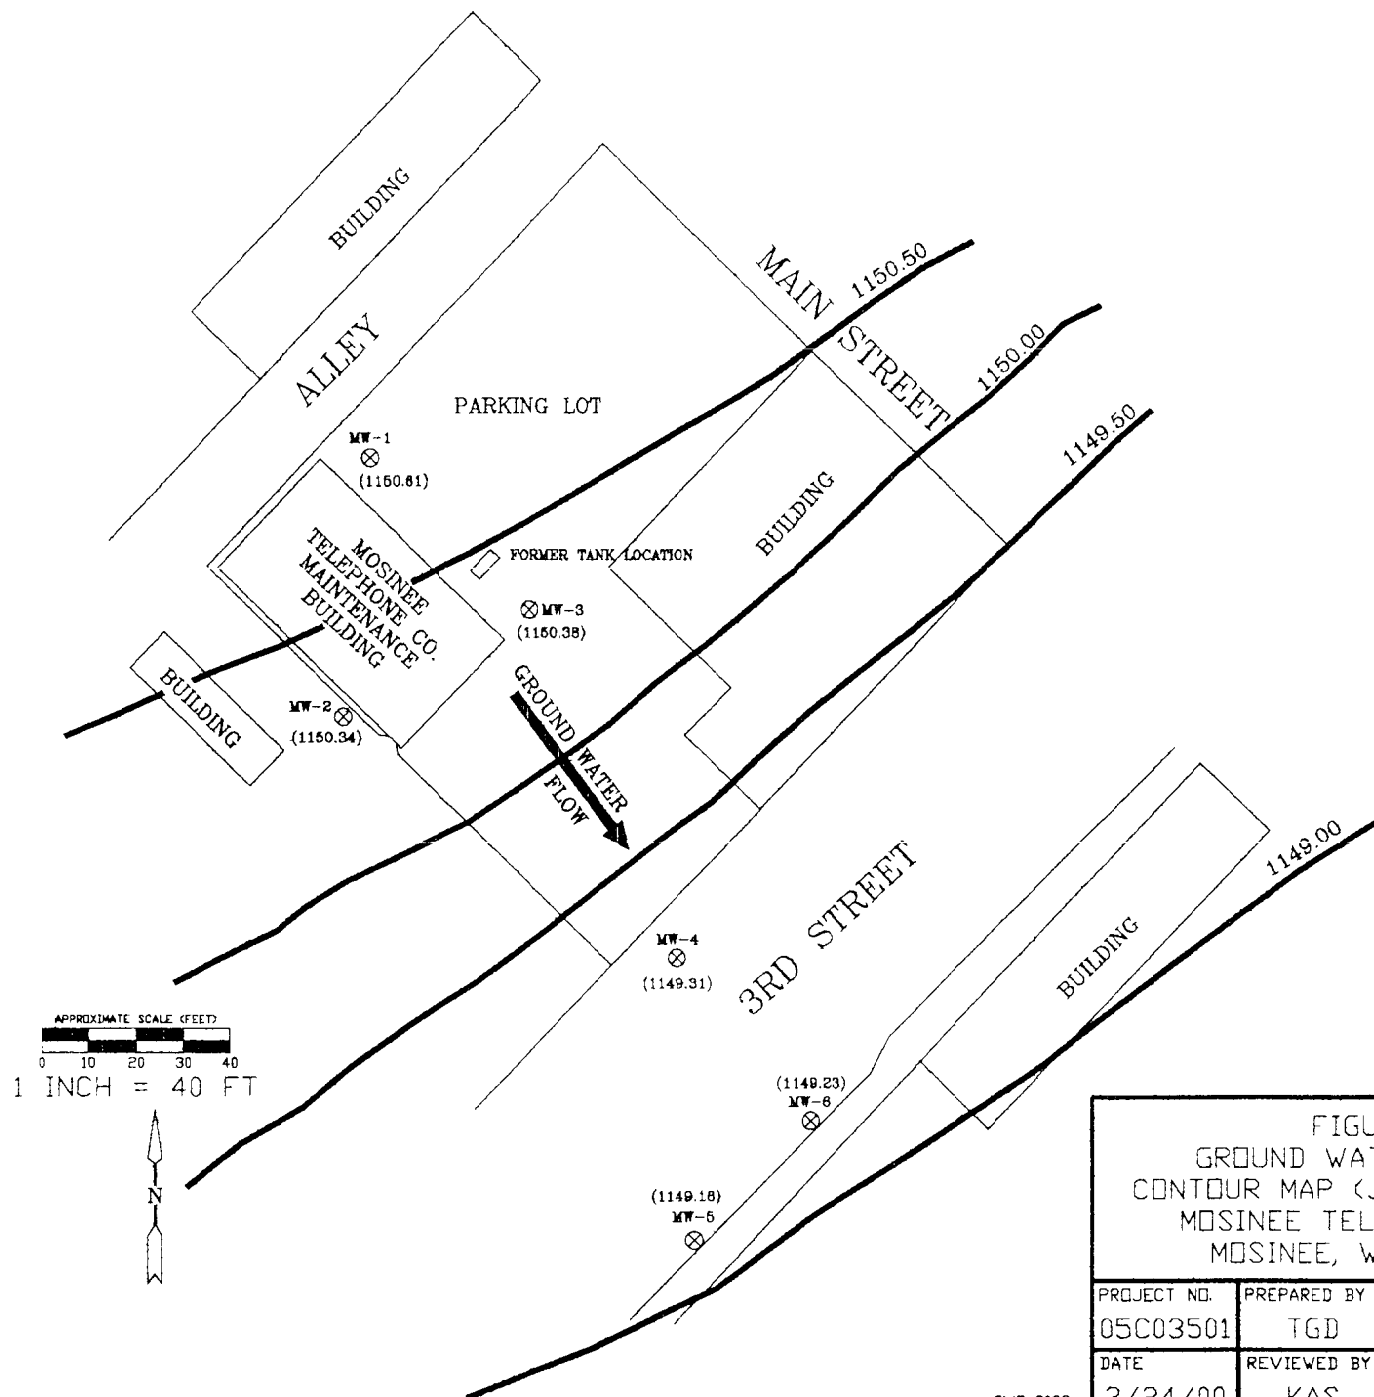 BUILDING
ALLEY
MAIN STREET
1150.50
1150.00
1149.50
PARKING LOT
MW-1
(1150.61)
BUILDING
FORMER TANK LOCATION
MOSINEE
TELEPHONE CO.
MAINTENANCE
BUILDING
MW-3
(1150.38)
BUILDING
MW-2
(1150.34)
GROUND WATER
FLOW
1149.00
3RD STREET
BUILDING
MW-4
(1149.31)
APPROXIMATE SCALE (FEET)
0 10 20 30 40
1 INCH = 40 FT
N
(1149.23)
MW-6
(1149.18)
MW-5
FIGU
GROUND WAT
CONTOUR MAP (J
MOSINEE TEL
MOSINEE, W
PROJECT NO.
05C03501
PREPARED BY
TGD
DATE
REVIEWED BY
KAS